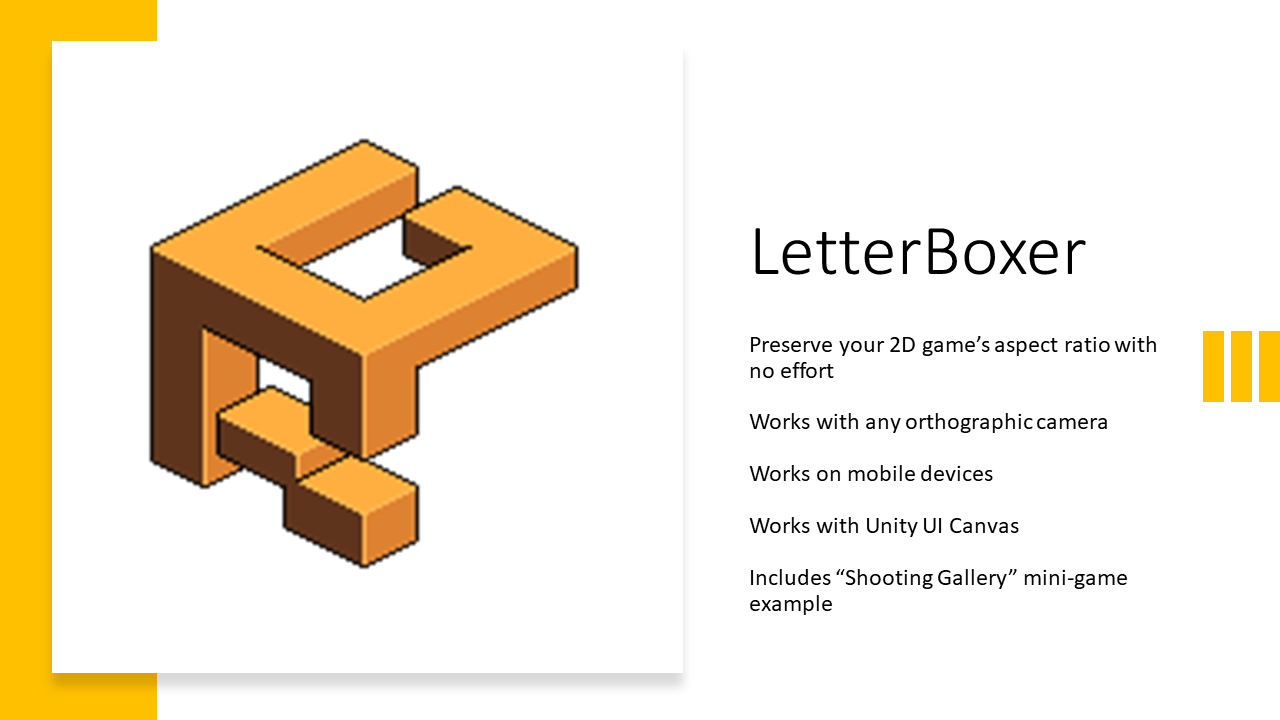 LetterBoxer
Preserve your 2D game’s aspect ratio with
no effort
Works with any orthographic camera
Works on mobile devices
Works with Unity UI Canvas
Includes “Shooting Gallery” mini-game
example